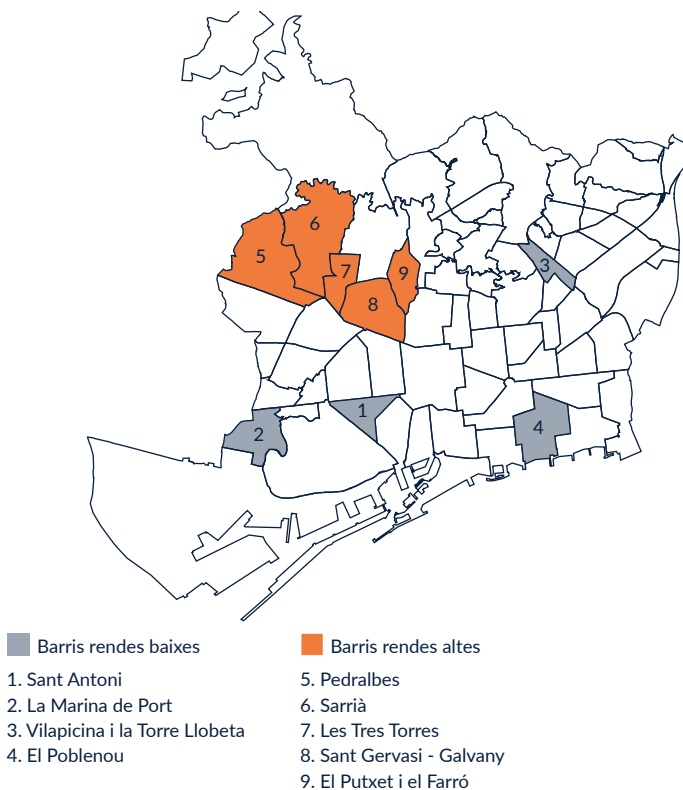 6
5
7
9
3
8
1
2
4
Barris rendes baixes
1. Sant Antoni
2. La Marina de Port
3. Vilapicina i la Torre Llobeta
4. El Poblenou
Barris rendes altes
5. Pedralbes
6. Sarrià
7. Les Tres Torres
8. Sant Gervasi - Galvany
9. El Putxet i el Farró